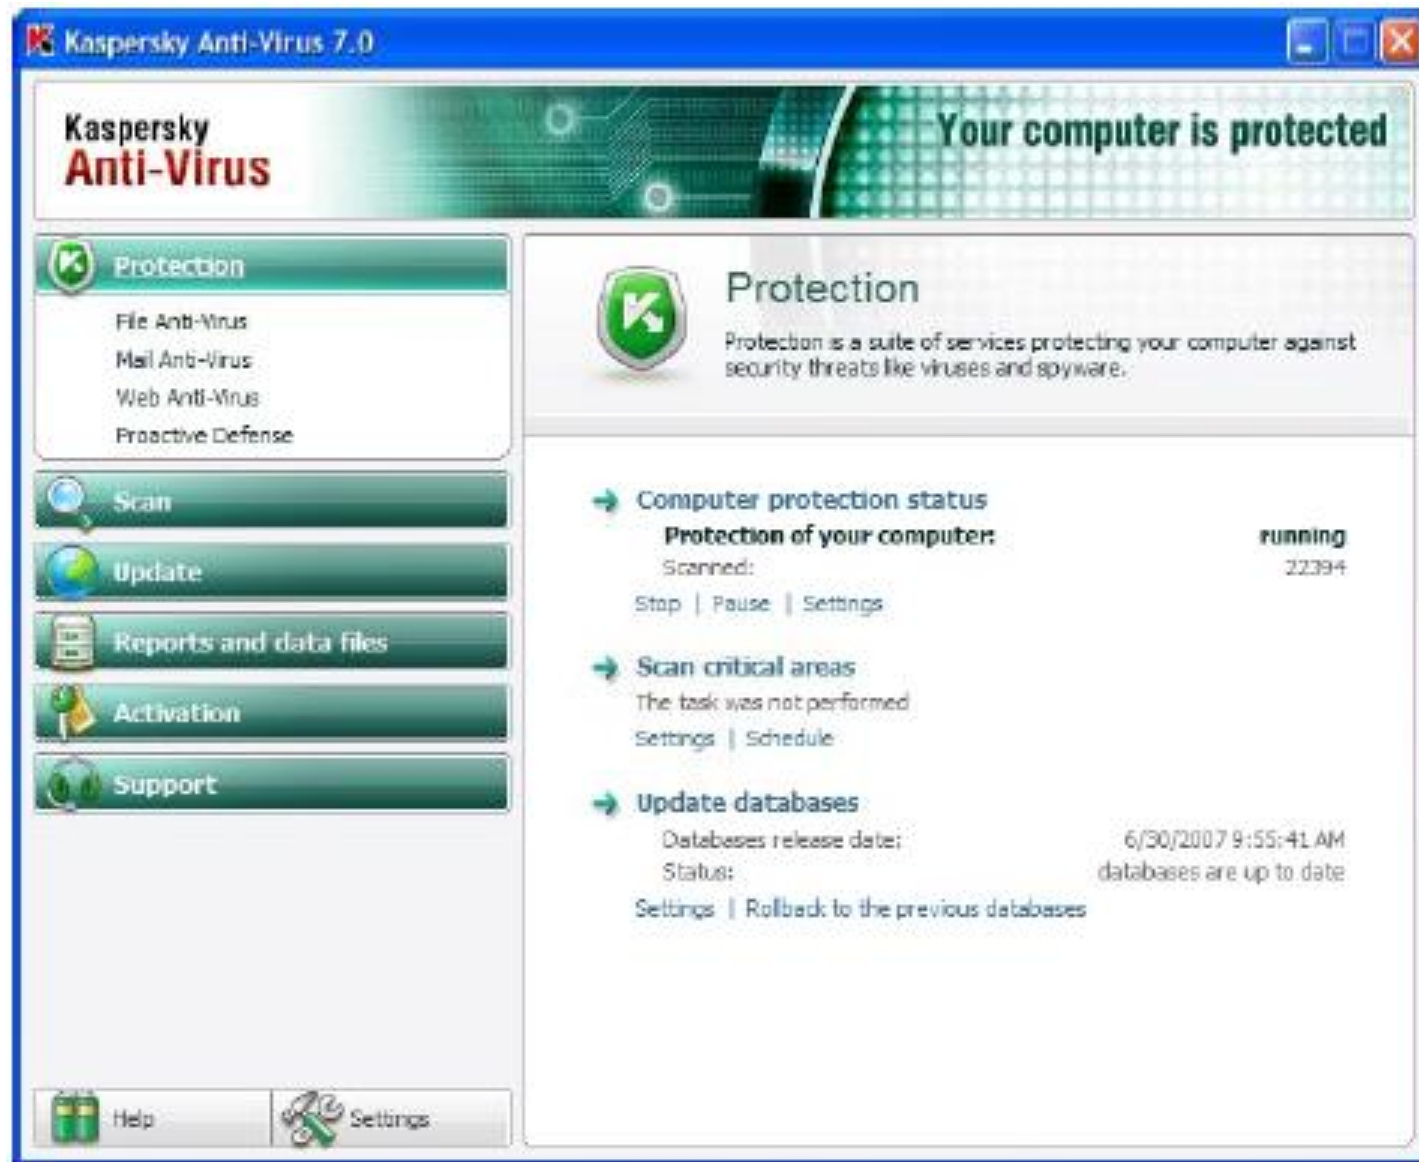 Kaspersky Anti-Virus 7.0
Kaspersky
Anti-Virus
Your computer is protected
Protection
File Anti-Virus
Mail Anti-Virus
Web Anti-Virus
Proactive Defense
Scan
Update
Reports and data files
Activation
Support
Help
Settings
Protection
Protection is a suite of services protecting your computer against
security threats like viruses and spyware.
Computer protection status
Protection of your computer: running
Scanned: 22394
Stop | Pause | Settings
Scan critical areas
The task was not performed
Settings | Schedule
Update databases
Databases release date: 6/30/2007 9:55:41 AM
Status: databases are up to date
Settings | Rollback to the previous databases